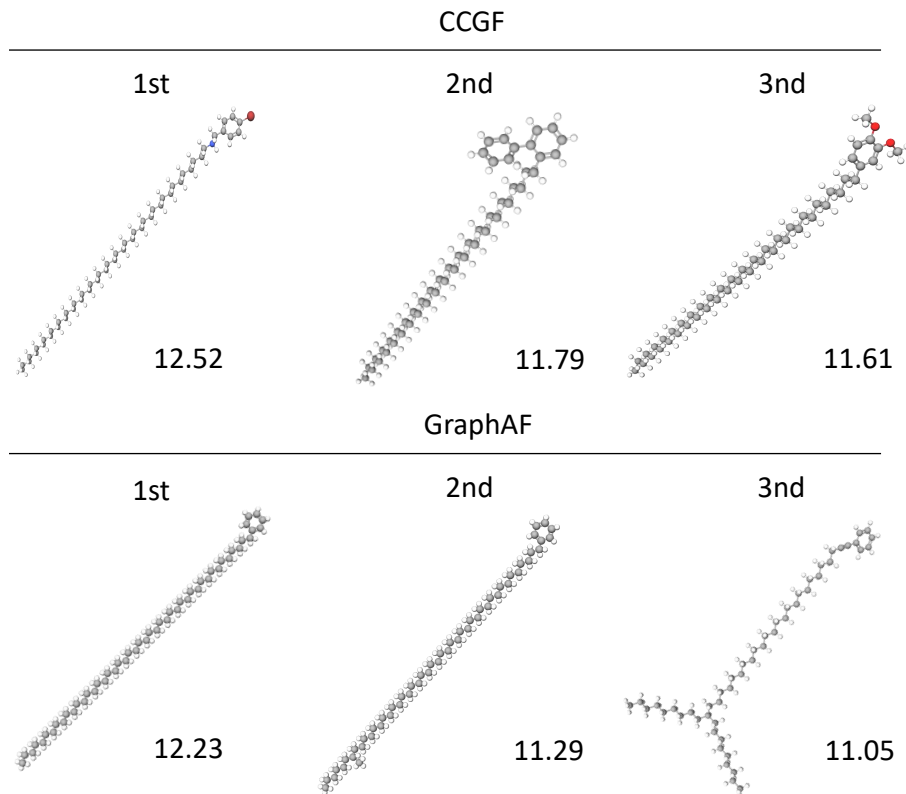 CCGF
1st 2nd 3nd
12.52 11.79 11.61
GraphAF
1st 2nd 3nd
12.23 11.29 11.05